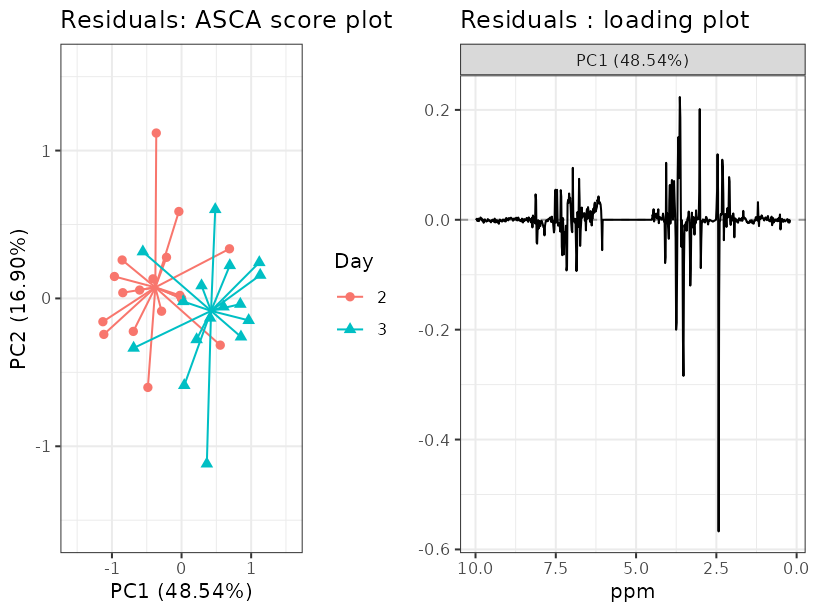 Residuals: ASCA score plot
1
0
-1
-1
0
1
PC1 (48.54%)
PC2 (16.90%)
Day
2
3
Residuals : loading plot
PC1 (48.54%)
0.2
0.0
-0.2
-0.4
-0.6
10.0
7.5
5.0
2.5
0.0
ppm